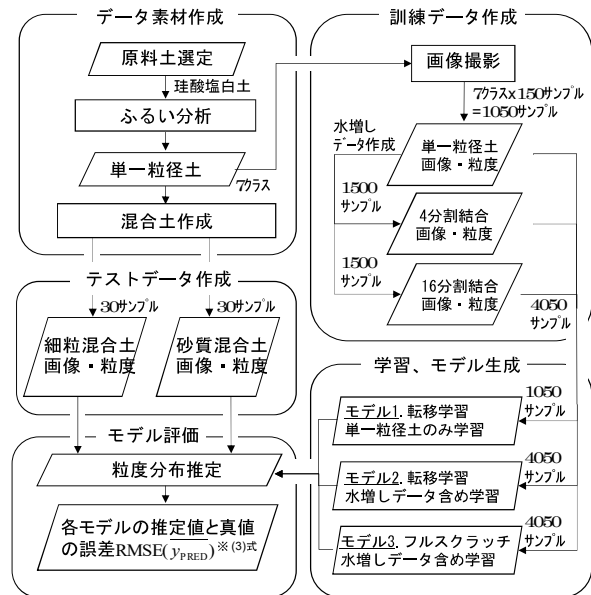 データ素材作成
原料土選定
珪酸塩白土
ふるい分析
単一粒径土
7クラス
混合土作成
テストデータ作成
30サンプル
30サンプル
細粒混合土
画像・粒度
砂質混合土
画像・粒度
モデル評価
粒度分布推定
各モデルの推定値と真値
の誤差RMSE(y_PRED)※(3)式
訓練データ作成
画像撮影
7クラスx150サンプル
=1050サンプル
水増し
データ作成
単一粒径土
画像・粒度
1500
サンプル
4分割結合
画像・粒度
1500
サンプル
16分割結合
画像・粒度
4050
サンプル
学習、モデル生成
1050
サンプル
モデル1. 転移学習
単一粒径土のみ学習
4050
サンプル
モデル2. 転移学習
水増しデータ含め学習
4050
サンプル
モデル3. フルスクラッチ
水増しデータ含め学習